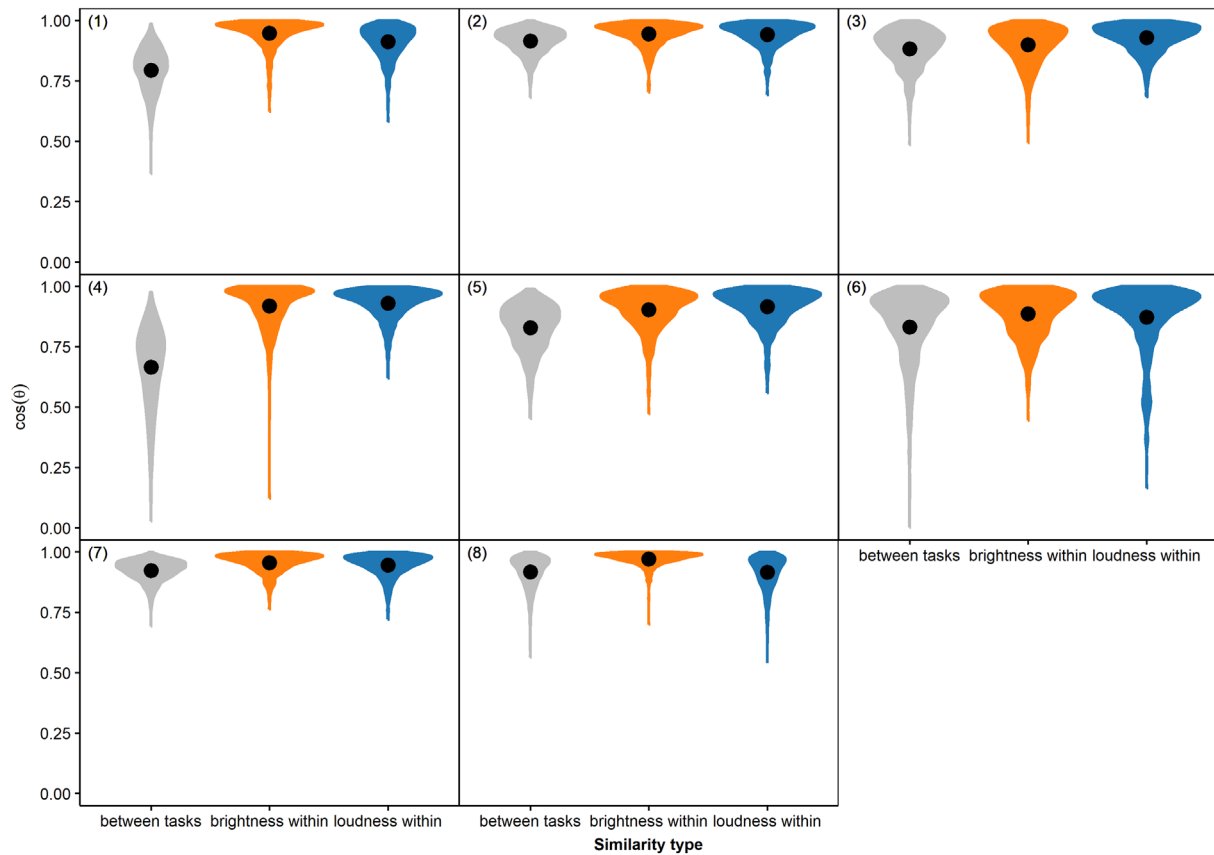 (1) (2) (3)
1.00
0.75
0.50
0.25
0.00
(4) (5) (6)
1.00
0.75
0.50
0.25
0.00
cos(θ)
between tasks brightness within loudness within
(7) (8)
1.00
0.75
0.50
0.25
0.00
between tasks brightness within loudness within between tasks brightness within loudness within
Similarity type